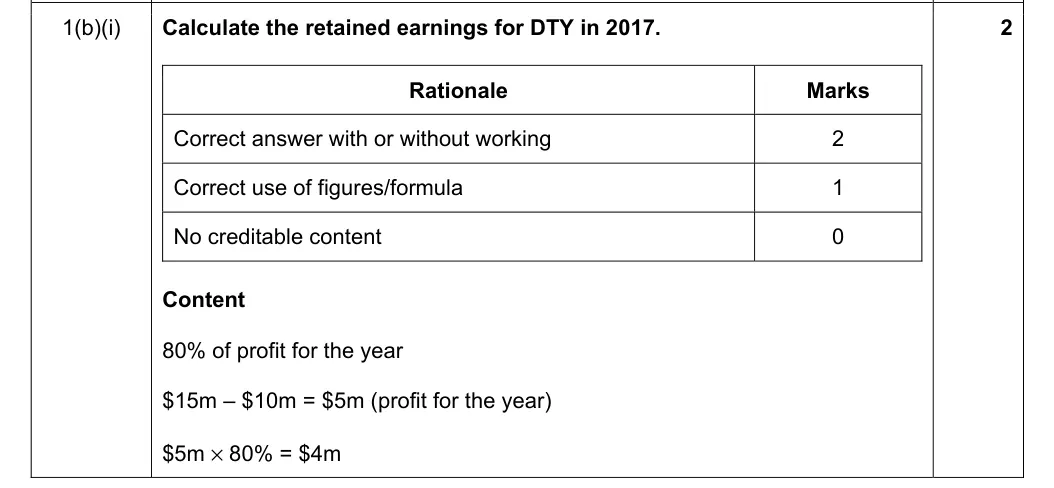 1(b)(i) Calculate the retained earnings for DTY in 2017. 2
Rationale Marks
Correct answer with or without working 2
Correct use of figures/formula 1
No creditable content 0
Content
80% of profit for the year
$15m – $10m = $5m (profit for the year)
$5m × 80% = $4m